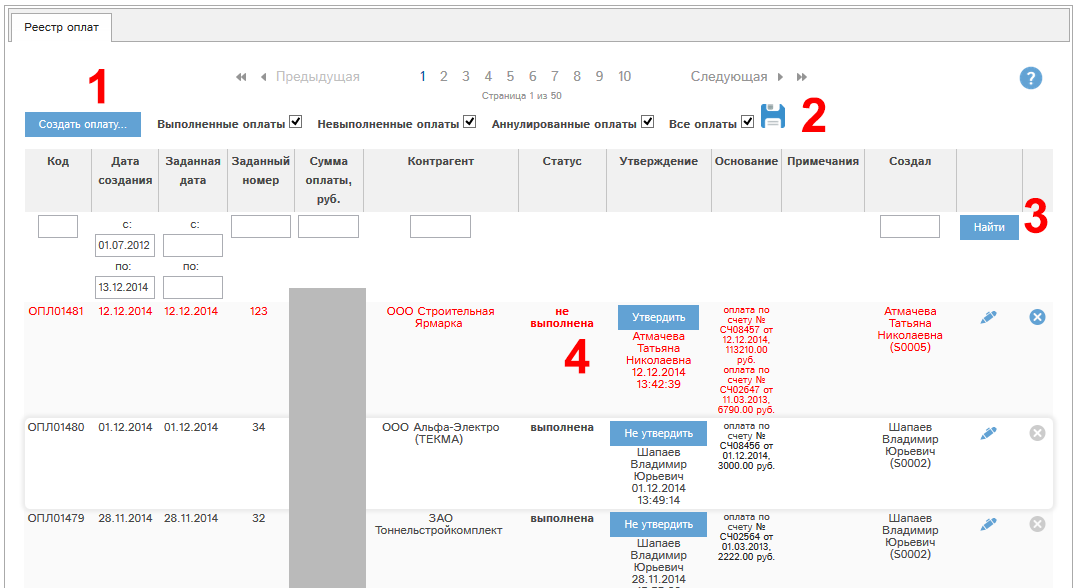 Реестр оплат
1
Предыдущая 1 2 3 4 5 6 7 8 9 10 Следующая
?
Страница 1 из 50
Создать оплату... Выполненные оплаты Невыполненные оплаты Аннулированные оплаты Все оплаты 2
Код Дата создания Заданная дата Заданный номер Сумма оплаты, руб. Контрагент Статус Утверждение Основание Примечания Создал
3
с: с:
01.07.2012
Найти
по: по:
13.12.2014
ОПЛ01481 12.12.2014 12.12.2014 123
ООО Строительная
Ярмарка
не
выполнена
4
Утвердить
Атмачева
Татьяна
Николаевна
12.12.2014
13:42:39
оплата по
счету №
СЧ08457 от
12.12.2014,
113210.00
руб.
оплата по
счету №
СЧ02647 от
11.03.2013,
6790.00 руб.
Атмачева
Татьяна
Николаевна
(S0005)
ОПЛ01480 01.12.2014 01.12.2014 34
ООО Альфа-Электро
(ТЕКМА)
выполнена
Не утвердить
Шапаев
Владимир
Юрьевич
01.12.2014
13:49:14
оплата по
счету №
СЧ08456 от
01.12.2014,
3000.00 руб.
Шапаев
Владимир
Юрьевич
(S0002)
ОПЛ01479 28.11.2014 28.11.2014 32
ЗАО
Тоннельстройкомплект
выполнена
Не утвердить
Шапаев
Владимир
Юрьевич
28.11.2014
оплата по
счету №
СЧ02564 от
01.03.2013,
2222.00 руб.
Шапаев
Владимир
Юрьевич
(S0002)